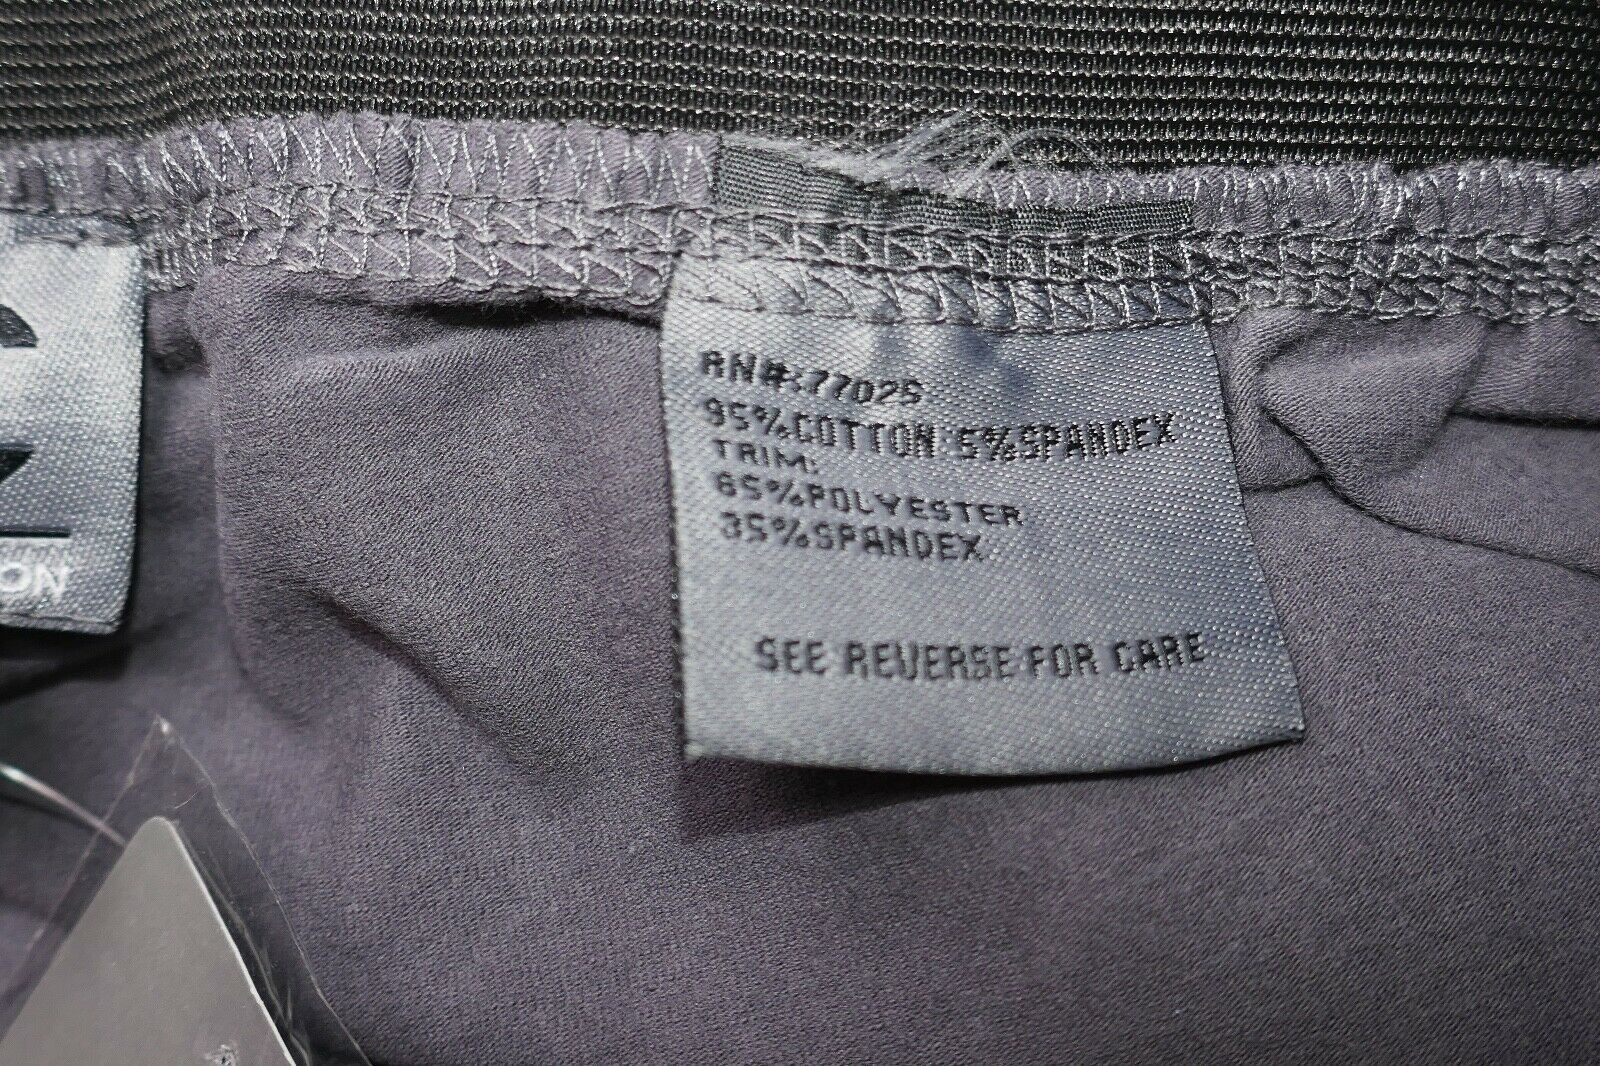 RN#:77025
95%COTTON 5%SPANDEX
TRIM:
65%POLYESTER
35%SPANDEX
SEE REVERSE FOR CARE